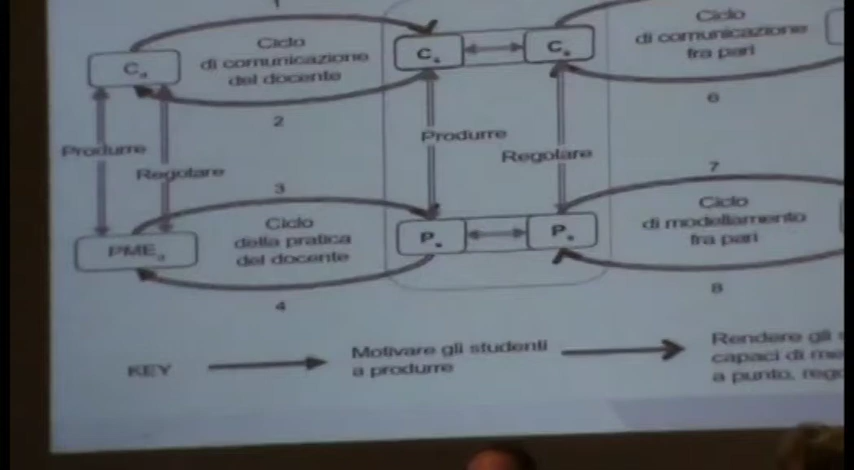 1
Ciclo
di comunicazione
del docente
Ciclo
di comunicazione
fra pari
C
C
C
2
6
Produrre
Regolare
Produrre
Regolare
3
7
Ciclo
della pratica
del docente
Ciclo
di modellamento
fra pari
PME
P
P
4
8
KEY
Motivare gli studenti
a produrre
Rendere gli
capaci di
a punto,